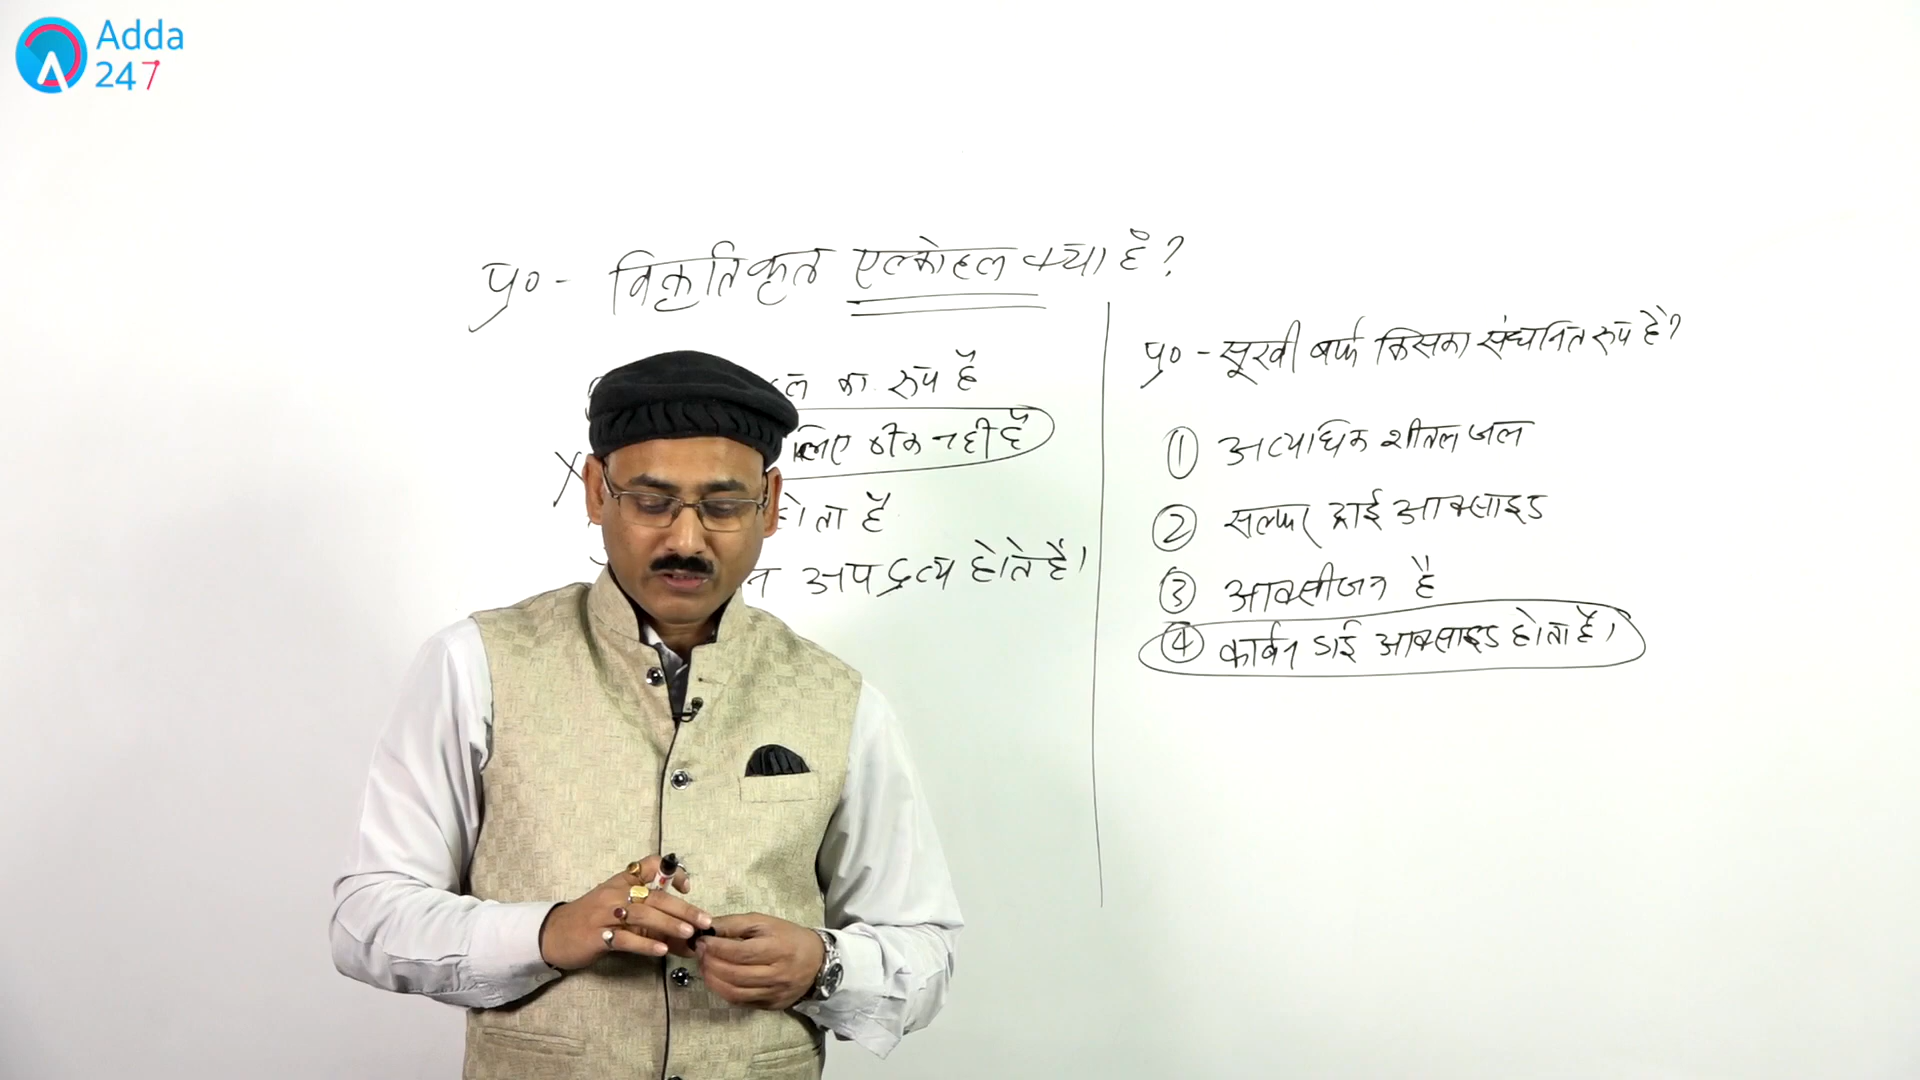 Adda
247
प्र० - विकृतिकृत एल्कोहल क्या है?
का रूप है
लिए ठीक नहीं है
होता है
अपद्रव्य होते है।
प्र० - सूखी बर्फ किसका संघनित रूप है?
① अत्याधिक शीतल जल
② सल्फर डाई आक्साइड
③ आक्सीजन है
④ कार्बन डाई आक्साइड होता है।